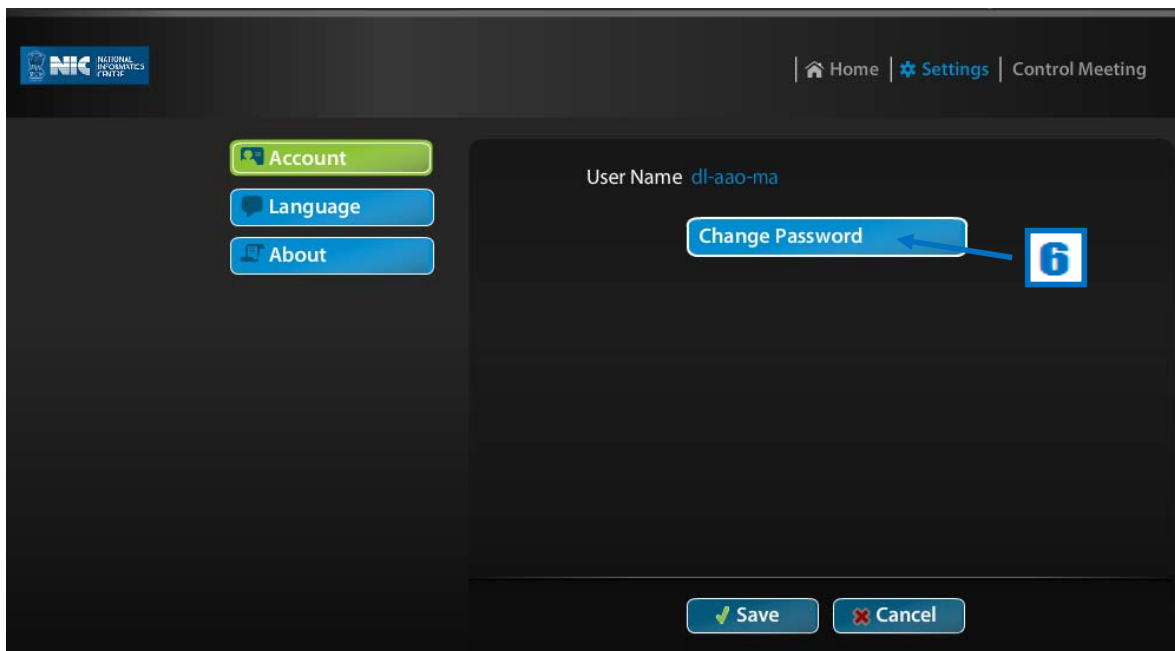 NIC NATIONAL
INFORMATICS
CENTRE
Home Settings Control Meeting
Account
Language
About
User Name dl-aao-ma
Change Password
6
Save Cancel